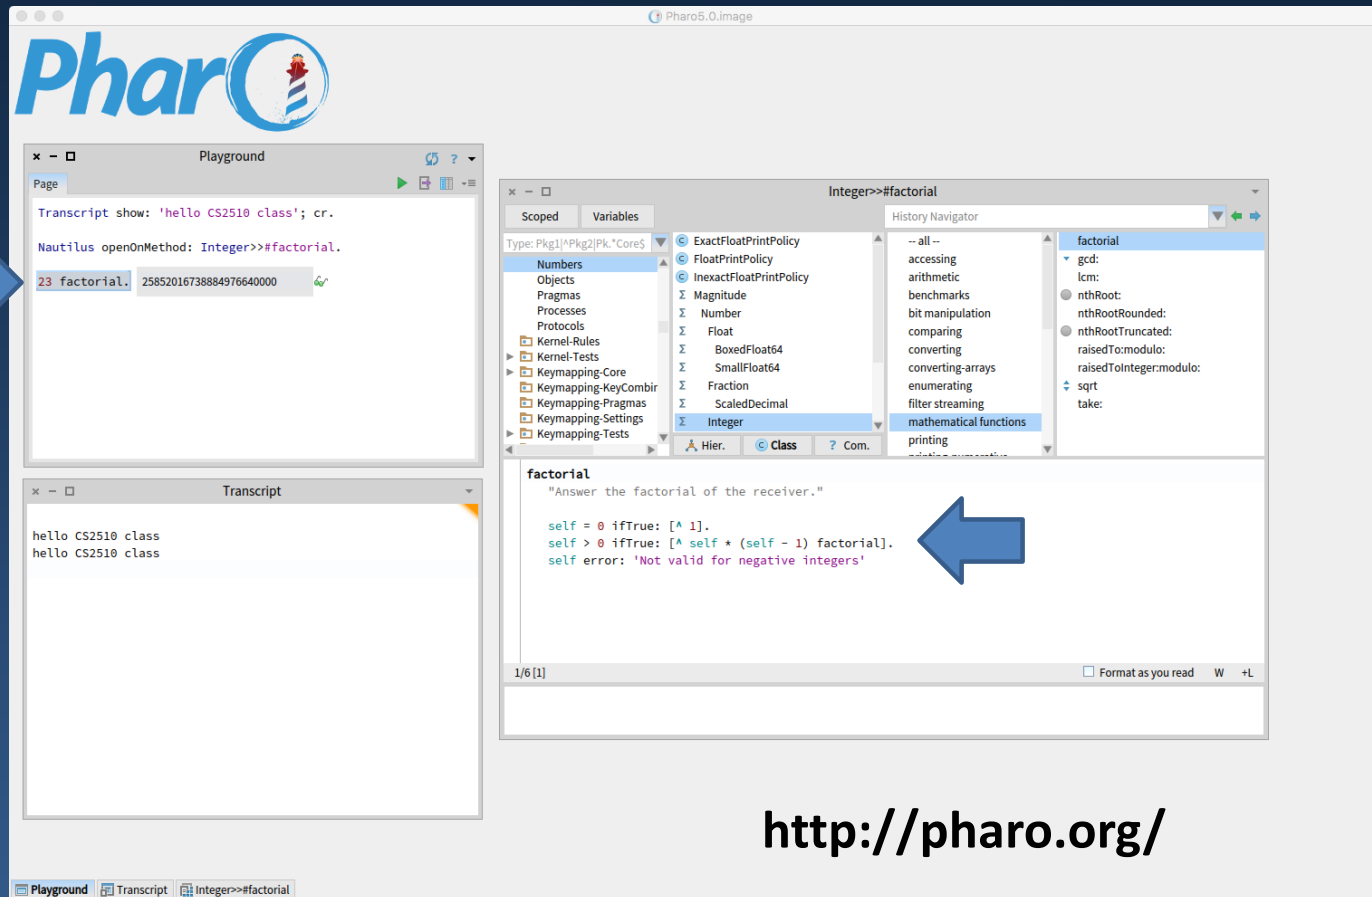 Pharo5.0.image
Pharo
Playground
?
Page
Transcript show: 'hello CS2510 class'; cr.
Nautilus openOnMethod: Integer>>#factorial.
23 factorial. 25852016738884976640000
Transcript
hello CS2510 class
hello CS2510 class
Integer>>#factorial
Scoped Variables
History Navigator
Type: Pkg1|^Pkg2|Pk.*Core$
Numbers
Objects
Pragmas
Processes
Protocols
Kernel-Rules
Kernel-Tests
Keymapping-Core
Keymapping-KeyCombir
Keymapping-Pragmas
Keymapping-Settings
Keymapping-Tests
ExactFloatPrintPolicy
FloatPrintPolicy
InexactFloatPrintPolicy
Magnitude
Number
Float
BoxedFloat64
SmallFloat64
Fraction
ScaledDecimal
Integer
Hier. Class ? Com.
-- all --
accessing
arithmetic
benchmarks
bit manipulation
comparing
converting
converting-arrays
enumerating
filter streaming
mathematical functions
printing
factorial
gcd:
lcm:
nthRoot:
nthRootRounded:
nthRootTruncated:
raisedTo:modulo:
raisedToInteger:modulo:
sqrt
take:
factorial
"Answer the factorial of the receiver."
self = 0 ifTrue: [^ 1].
self > 0 ifTrue: [^ self * (self - 1) factorial].
self error: 'Not valid for negative integers'
1/6 [1] Format as you read W +L
http://pharo.org/
Playground Transcript Integer>>#factorial